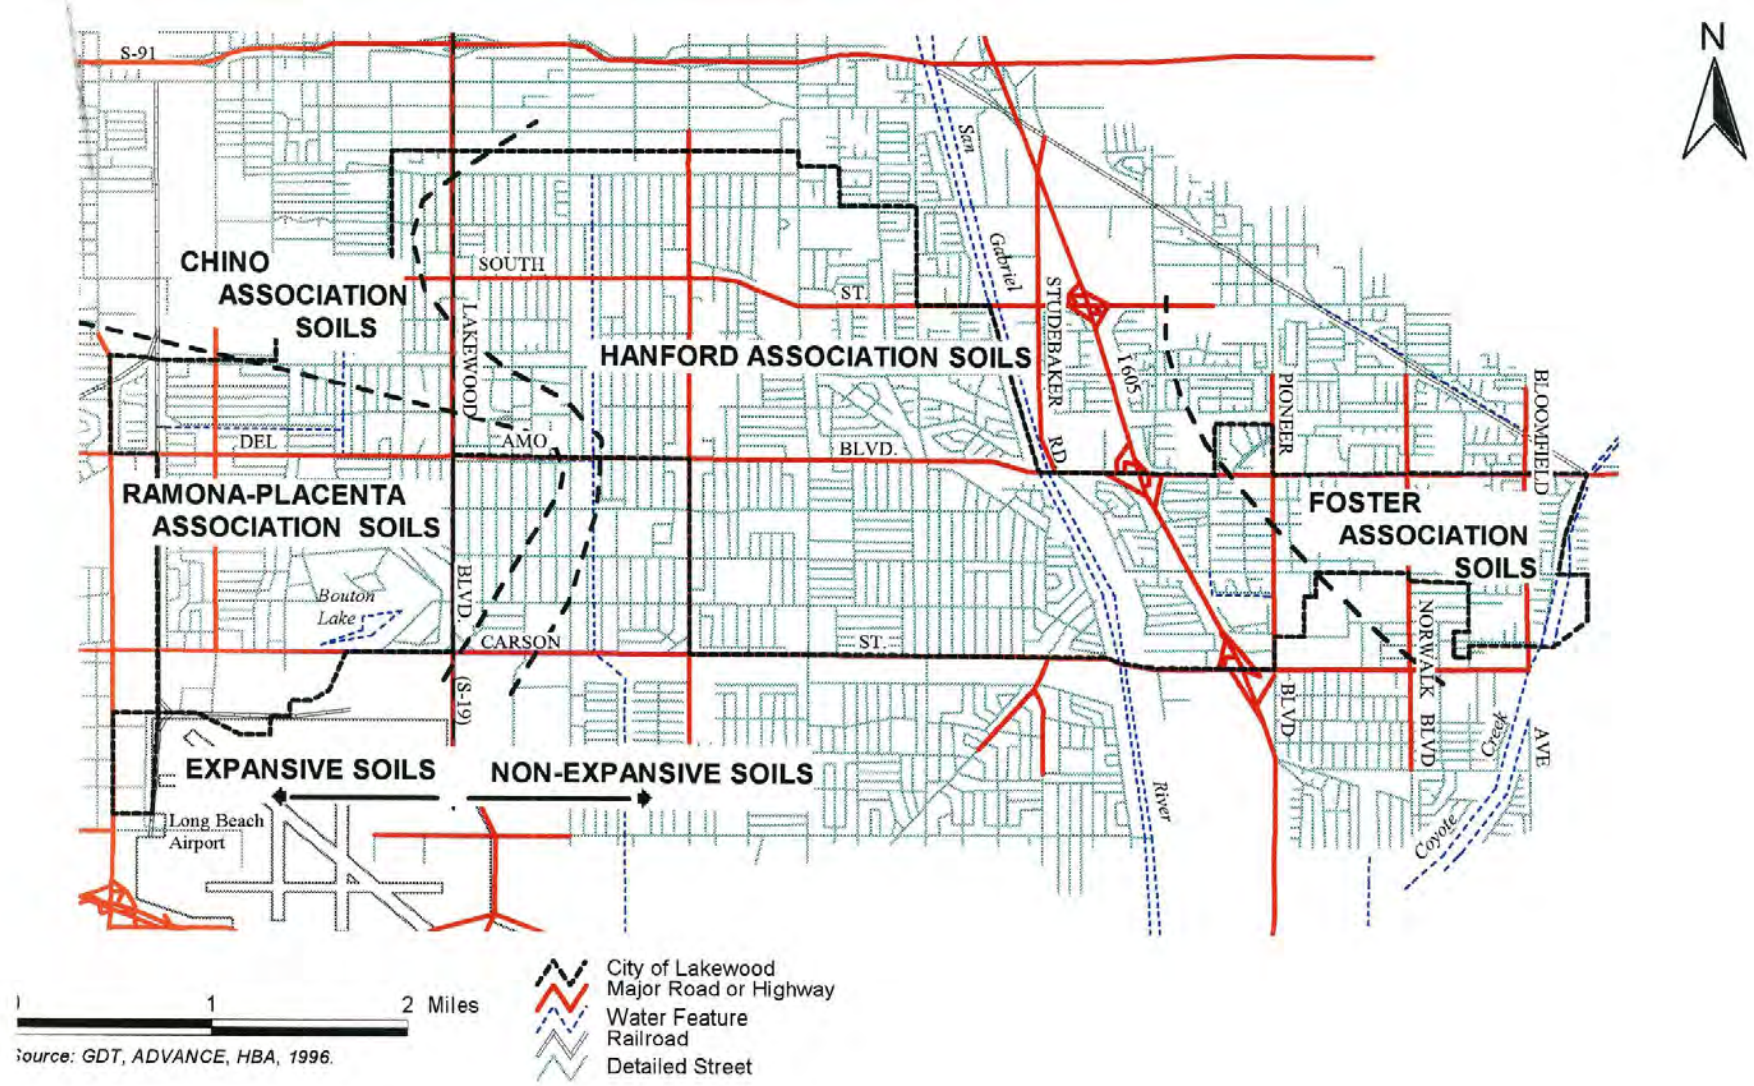 N
S-91
San
CHINO
ASSOCIATION
SOILS
SOUTH
ST.
Gabriel
STUDEBAKER
RD
LAKEWOOD
HANFORD ASSOCIATION SOILS
I 605
PIONEER
BLOOMFIELD
DEL
AMO
BLVD.
RAMONA-PLACENTA
ASSOCIATION SOILS
FOSTER
ASSOCIATION
SOILS
Bouton
Lake
BLVD.
CARSON
ST.
NORWALK BLVD
(S-19)
BLVD
Creek
AVE
EXPANSIVE SOILS
NON-EXPANSIVE SOILS
River
Long Beach
Airport
Coyote
City of Lakewood
Major Road or Highway
Water Feature
Railroad
Detailed Street
1
2 Miles
Source: GDT, ADVANCE, HBA, 1996.